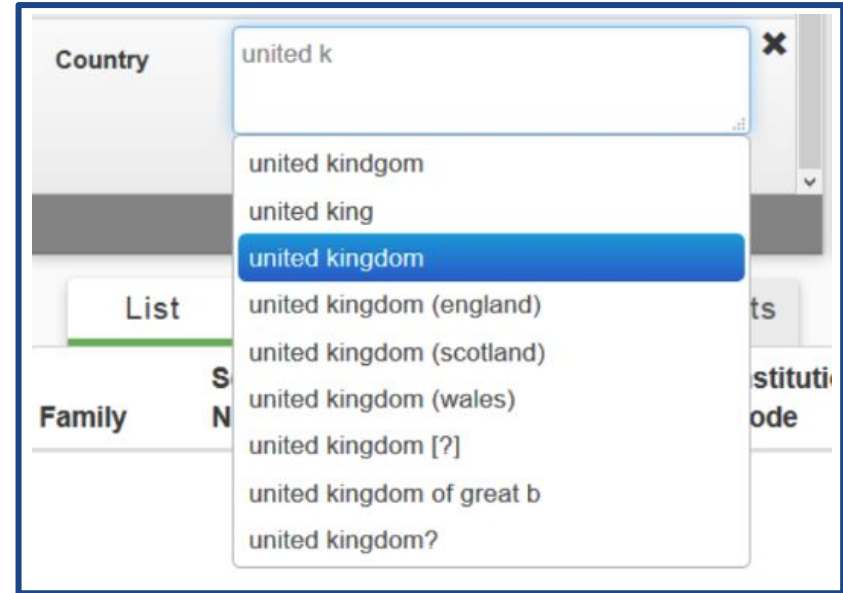 Country
united k
united kindgom
united king
united kingdom
united kingdom (england)
united kingdom (scotland)
united kingdom (wales)
united kingdom [?]
united kingdom of great b
united kingdom?
List
Family